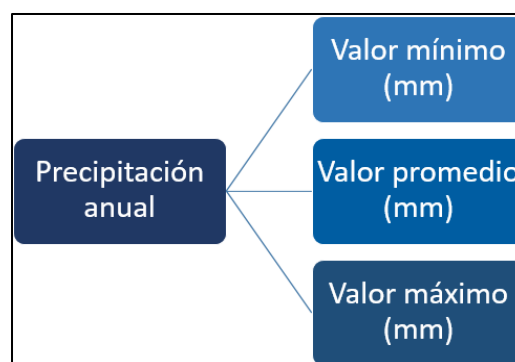 Precipitación
anual
Valor mínimo
(mm)
Valor promedio
(mm)
Valor máximo
(mm)